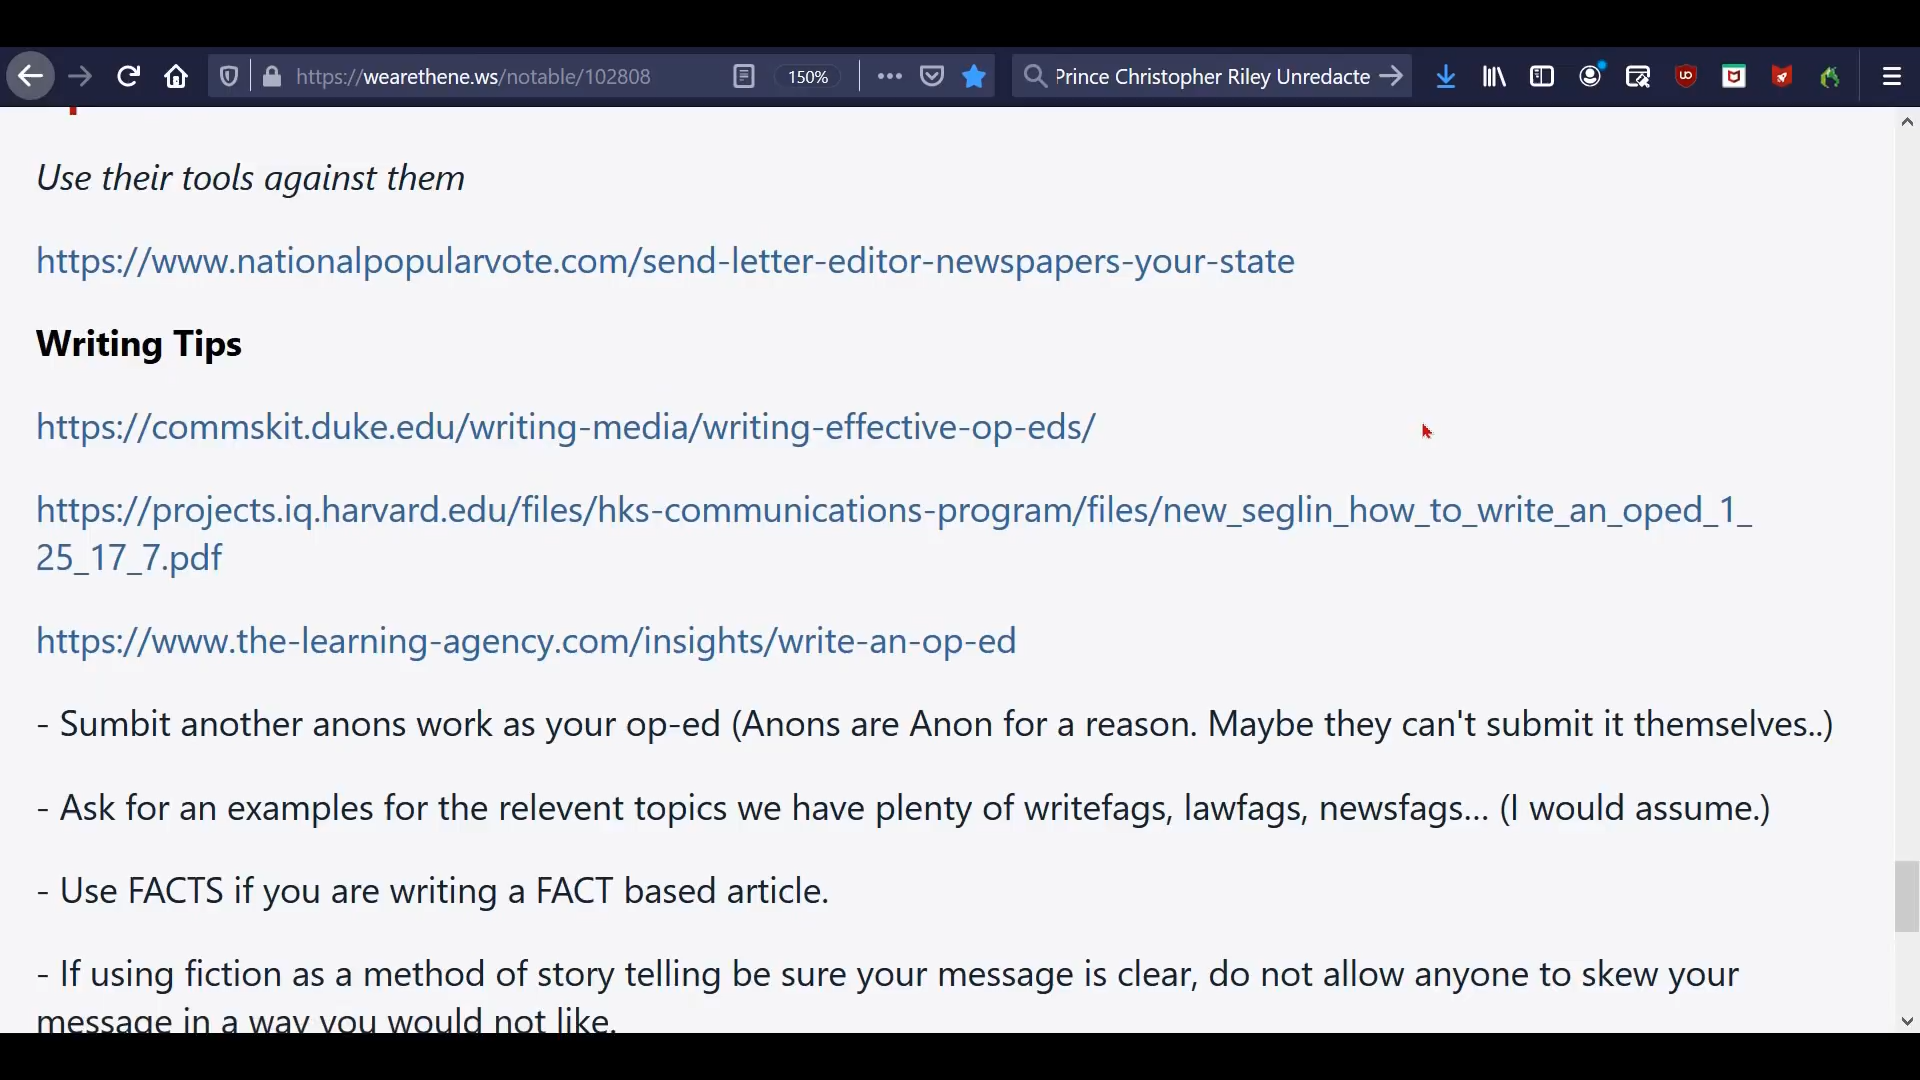 https://wearethene.ws/notable/102808
150%
Prince Christopher Riley Unredacte
Use their tools against them
https://www.nationalpopularvote.com/send-letter-editor-newspapers-your-state
Writing Tips
https://commskit.duke.edu/writing-media/writing-effective-op-eds/
https://projects.iq.harvard.edu/files/hks-communications-program/files/new_seglin_how_to_write_an_oped_1_
25_17_7.pdf
https://www.the-learning-agency.com/insights/write-an-op-ed
- Sumbit another anons work as your op-ed (Anons are Anon for a reason. Maybe they can't submit it themselves..)
- Ask for an examples for the relevent topics we have plenty of writefags, lawfags, newsfags... (I would assume.)
- Use FACTS if you are writing a FACT based article.
- If using fiction as a method of story telling be sure your message is clear, do not allow anyone to skew your
message in a way you would not like.